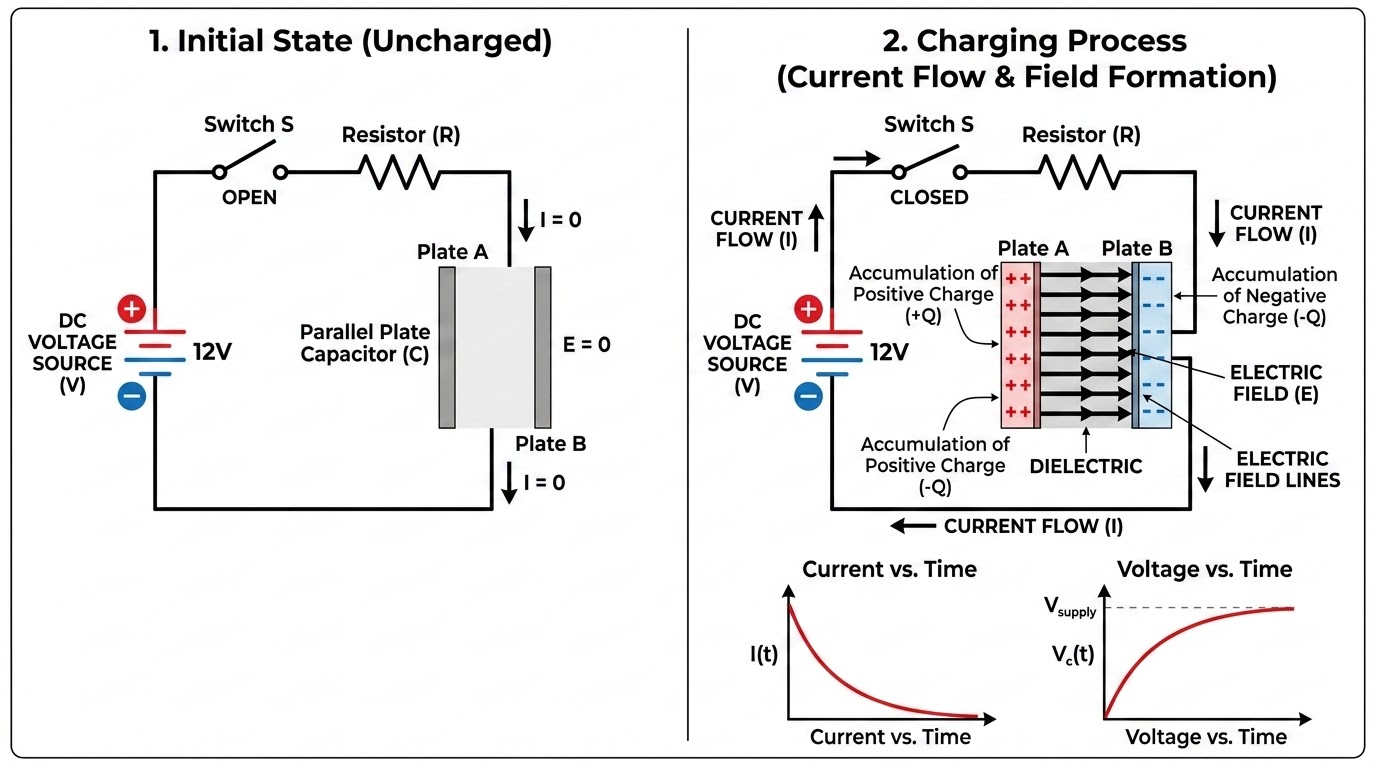 1. Initial State (Uncharged)
Switch S
OPEN
Resistor (R)
I = 0
Plate A
+
DC
VOLTAGE
SOURCE
(V)
12V
−
Parallel Plate
Capacitor (C)
E = 0
Plate B
I = 0
2. Charging Process
(Current Flow & Field Formation)
Switch S
CLOSED
Resistor (R)
CURRENT
FLOW (I)
CURRENT
FLOW (I)
Plate A
Plate B
Accumulation of
Positive Charge
(+Q)
Accumulation
of Negative
Charge (-Q)
+
DC
VOLTAGE
SOURCE
(V)
12V
−
++ --
++ --
++ --
++ --
++ --
++ --
ELECTRIC
FIELD (E)
Accumulation of
Positive Charge
(-Q)
DIELECTRIC
ELECTRIC
FIELD LINES
CURRENT FLOW (I)
Current vs. Time
I(t)
Current vs. Time
Voltage vs. Time
Vsupply
Vc(t)
Voltage vs. Time